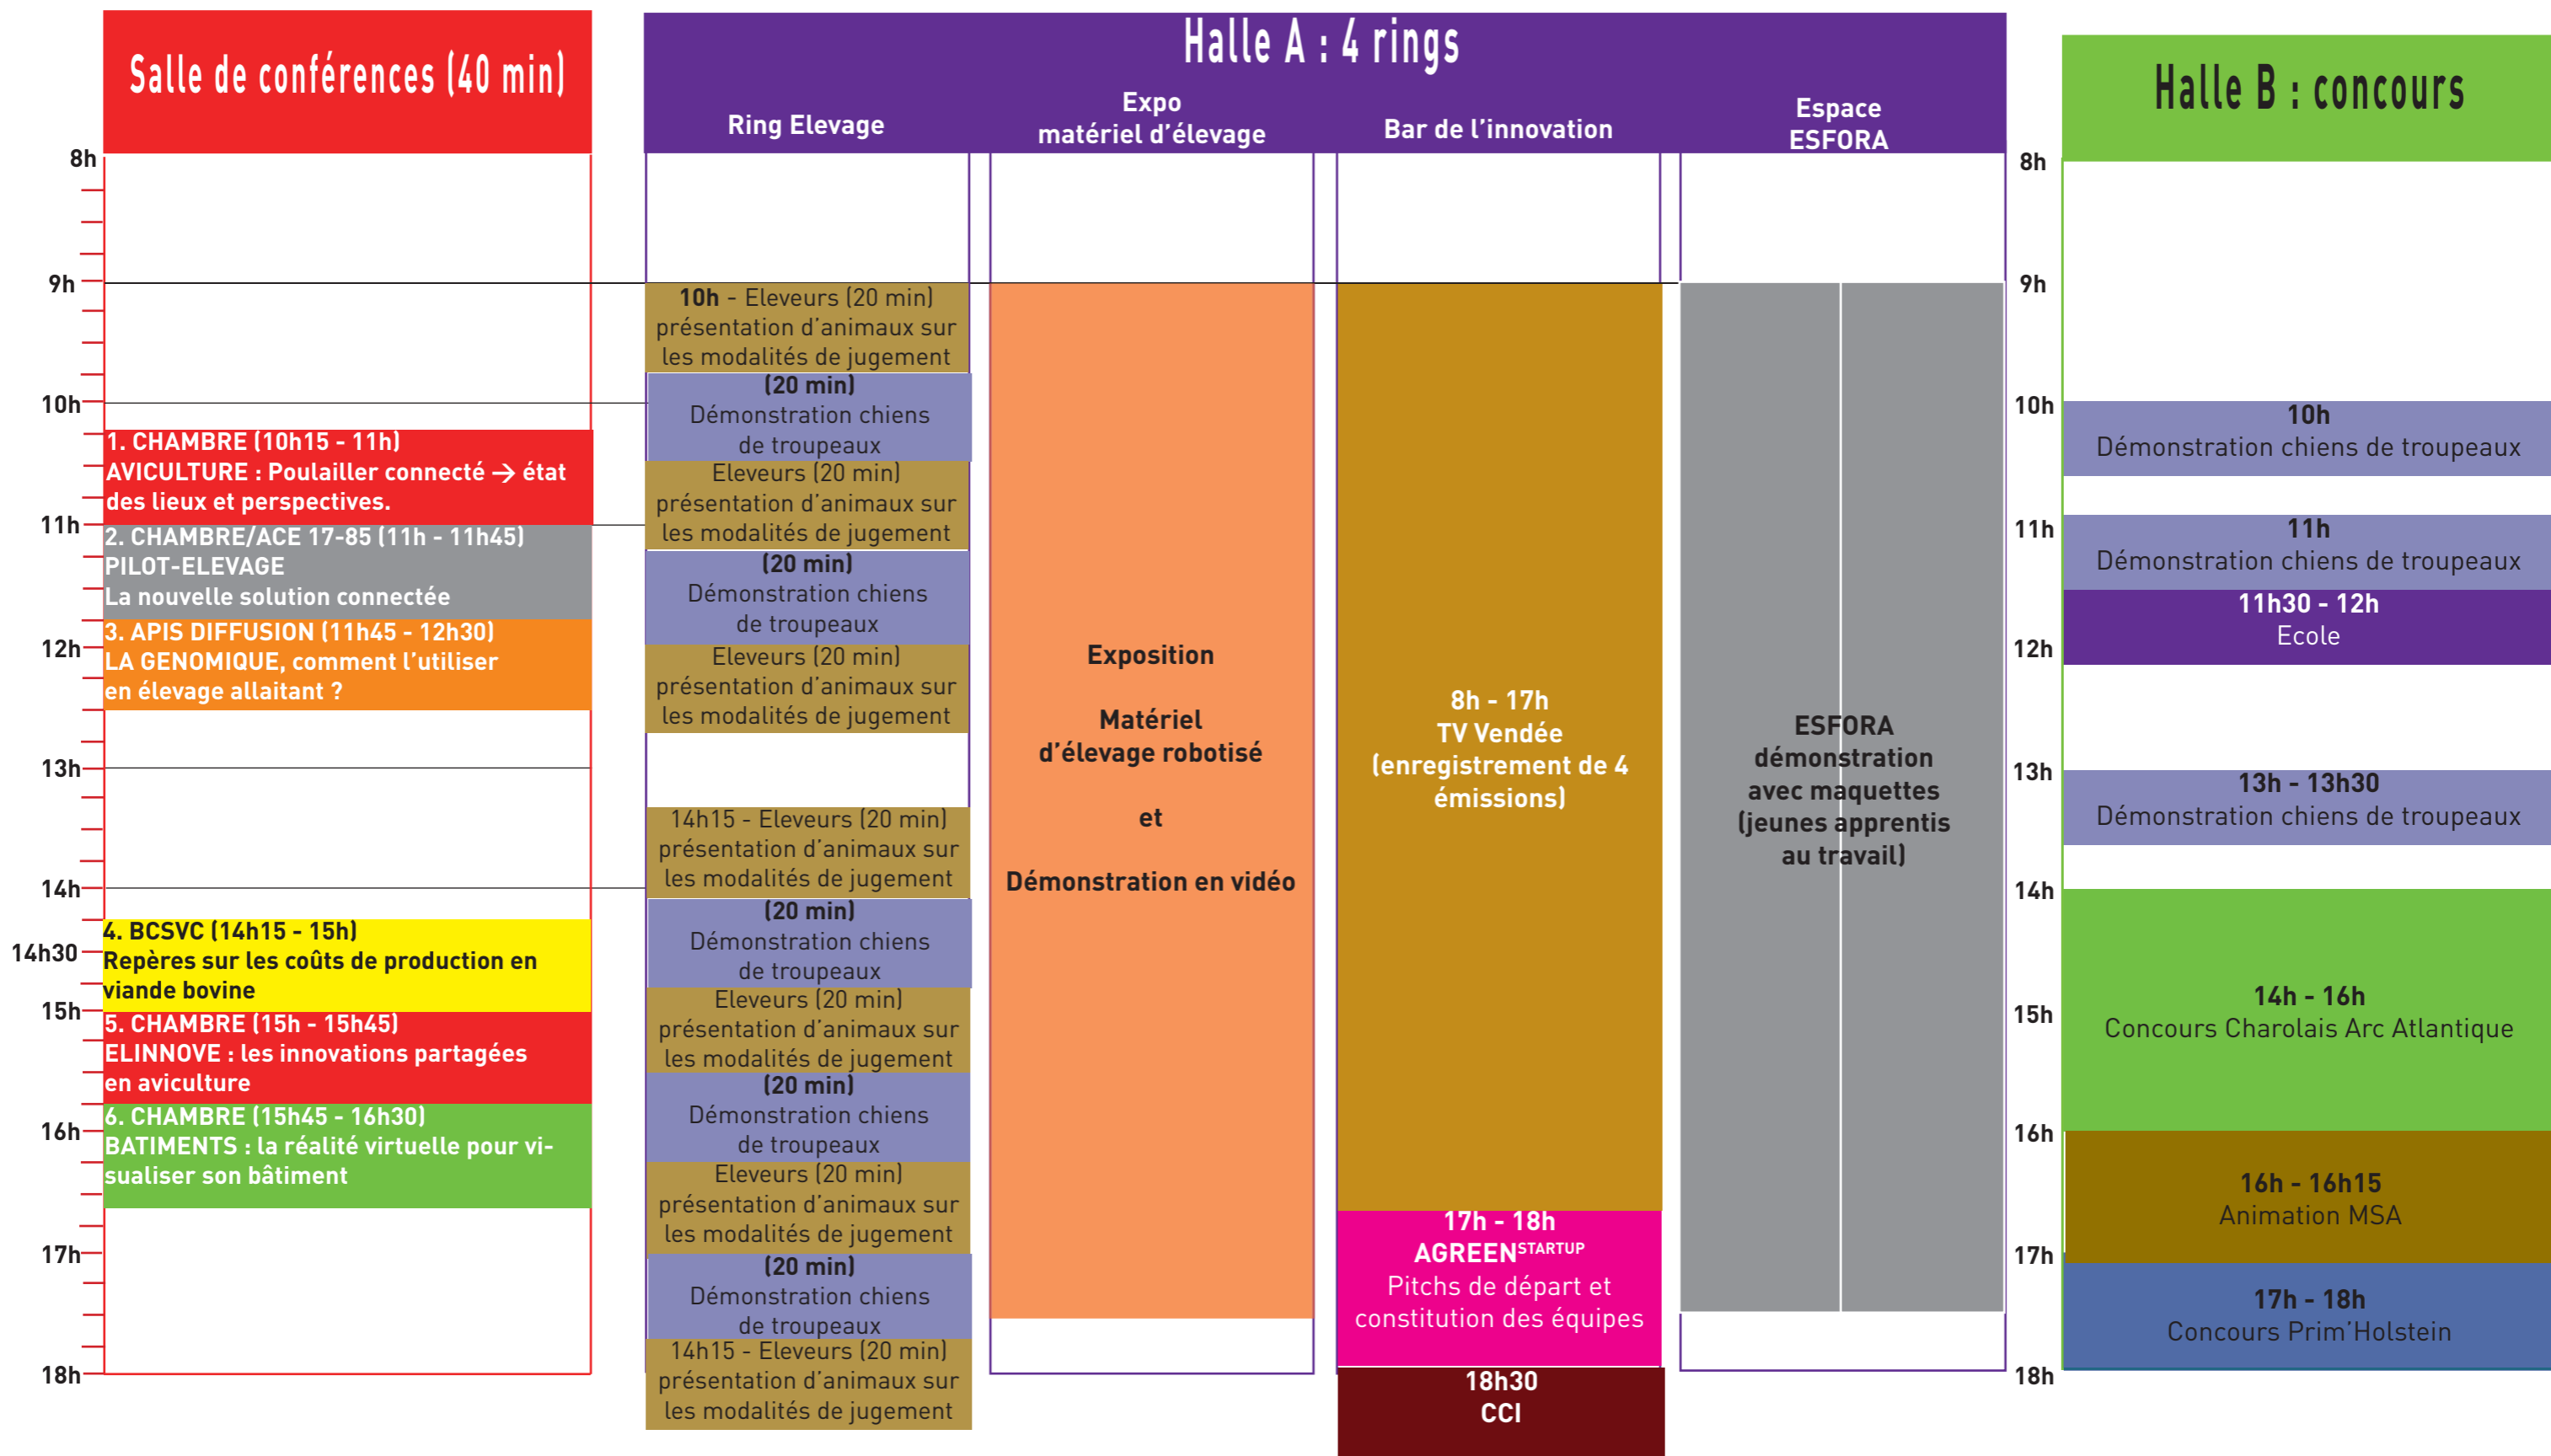 Salle de conférences (40 min)
8h
9h
10h
11h
12h
13h
14h
14h30
15h
16h
17h
18h
1. CHAMBRE (10h15 - 11h)
AVICULTURE : Poulailler connecté → état
des lieux et perspectives.
2. CHAMBRE/ACE 17-85 (11h - 11h45)
PILOT-ELEVAGE
La nouvelle solution connectée
3. APIS DIFFUSION (11h45 - 12h30)
LA GENOMIQUE, comment l’utiliser
en élevage allaitant ?
4. BCSVC (14h15 - 15h)
Repères sur les coûts de production en
viande bovine
5. CHAMBRE (15h - 15h45)
ELINNOVE : les innovations partagées
en aviculture
6. CHAMBRE (15h45 - 16h30)
BATIMENTS : la réalité virtuelle pour vi-
sualiser son bâtiment
Halle A : 4 rings
Ring Elevage
10h - Eleveurs (20 min)
présentation d’animaux sur
les modalités de jugement
(20 min)
Démonstration chiens
de troupeaux
Eleveurs (20 min)
présentation d’animaux sur
les modalités de jugement
(20 min)
Démonstration chiens
de troupeaux
Eleveurs (20 min)
présentation d’animaux sur
les modalités de jugement
14h15 - Eleveurs (20 min)
présentation d’animaux sur
les modalités de jugement
(20 min)
Démonstration chiens
de troupeaux
Eleveurs (20 min)
présentation d’animaux sur
les modalités de jugement
(20 min)
Démonstration chiens
de troupeaux
Eleveurs (20 min)
présentation d’animaux sur
les modalités de jugement
(20 min)
Démonstration chiens
de troupeaux
14h15 - Eleveurs (20 min)
présentation d’animaux sur
les modalités de jugement
Expo
matériel d’élevage
Exposition
Matériel
d’élevage robotisé
et
Démonstration en vidéo
Bar de l’innovation
8h - 17h
TV Vendée
(enregistrement de 4
émissions)
17h - 18h
AGREENSTARTUP
Pitchs de départ et
constitution des équipes
18h30
CCI
Espace
ESFORA
ESFORA
démonstration
avec maquettes
(jeunes apprentis
au travail)
Halle B : concours
8h
9h
10h
11h
12h
13h
14h
15h
16h
17h
18h
10h
Démonstration chiens de troupeaux
11h
Démonstration chiens de troupeaux
11h30 - 12h
Ecole
13h - 13h30
Démonstration chiens de troupeaux
14h - 16h
Concours Charolais Arc Atlantique
16h - 16h15
Animation MSA
17h - 18h
Concours Prim’Holstein